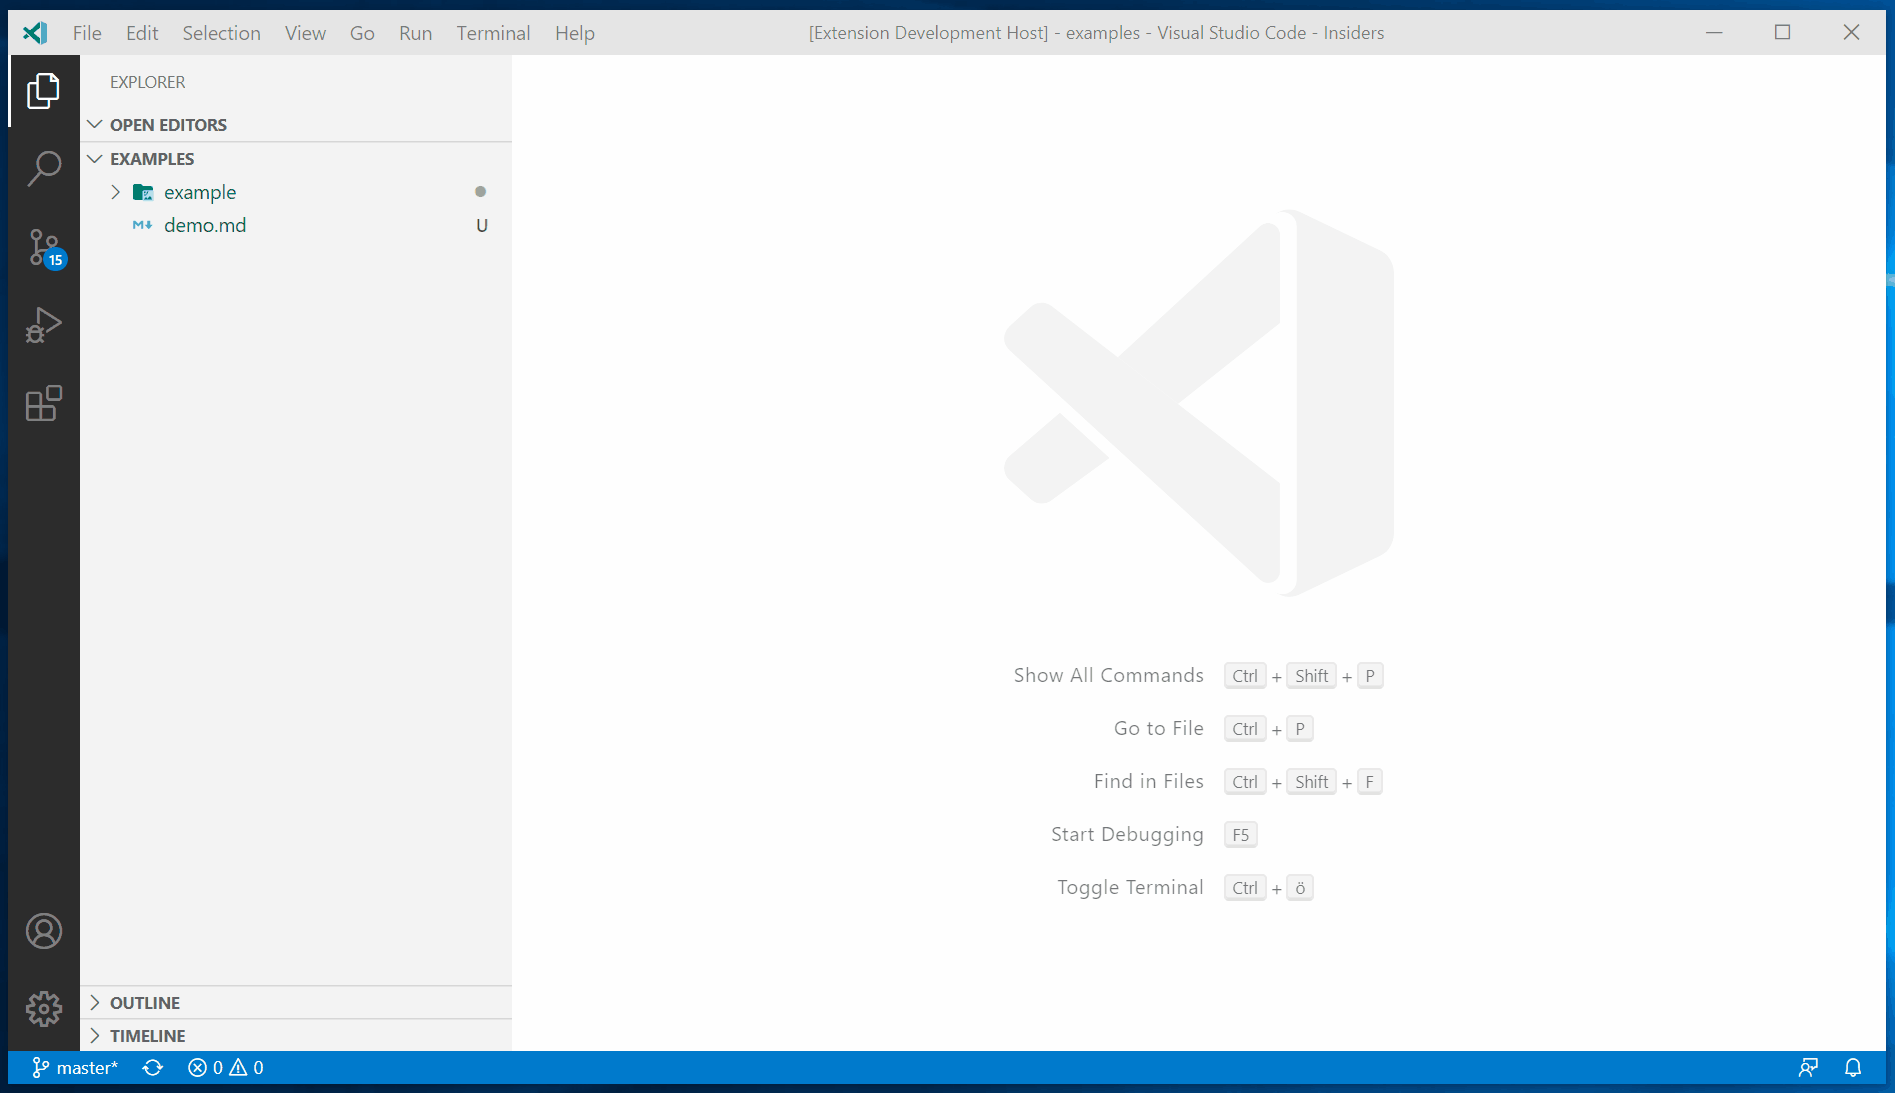 File Edit Selection View Go Run Terminal Help [Extension Development Host] - examples - Visual Studio Code - Insiders
EXPLORER
OPEN EDITORS
EXAMPLES
example
demo.md U
15
Show All Commands Ctrl + Shift + P
Go to File Ctrl + P
Find in Files Ctrl + Shift + F
Start Debugging F5
Toggle Terminal Ctrl + ö
OUTLINE
TIMELINE
master* 0 0